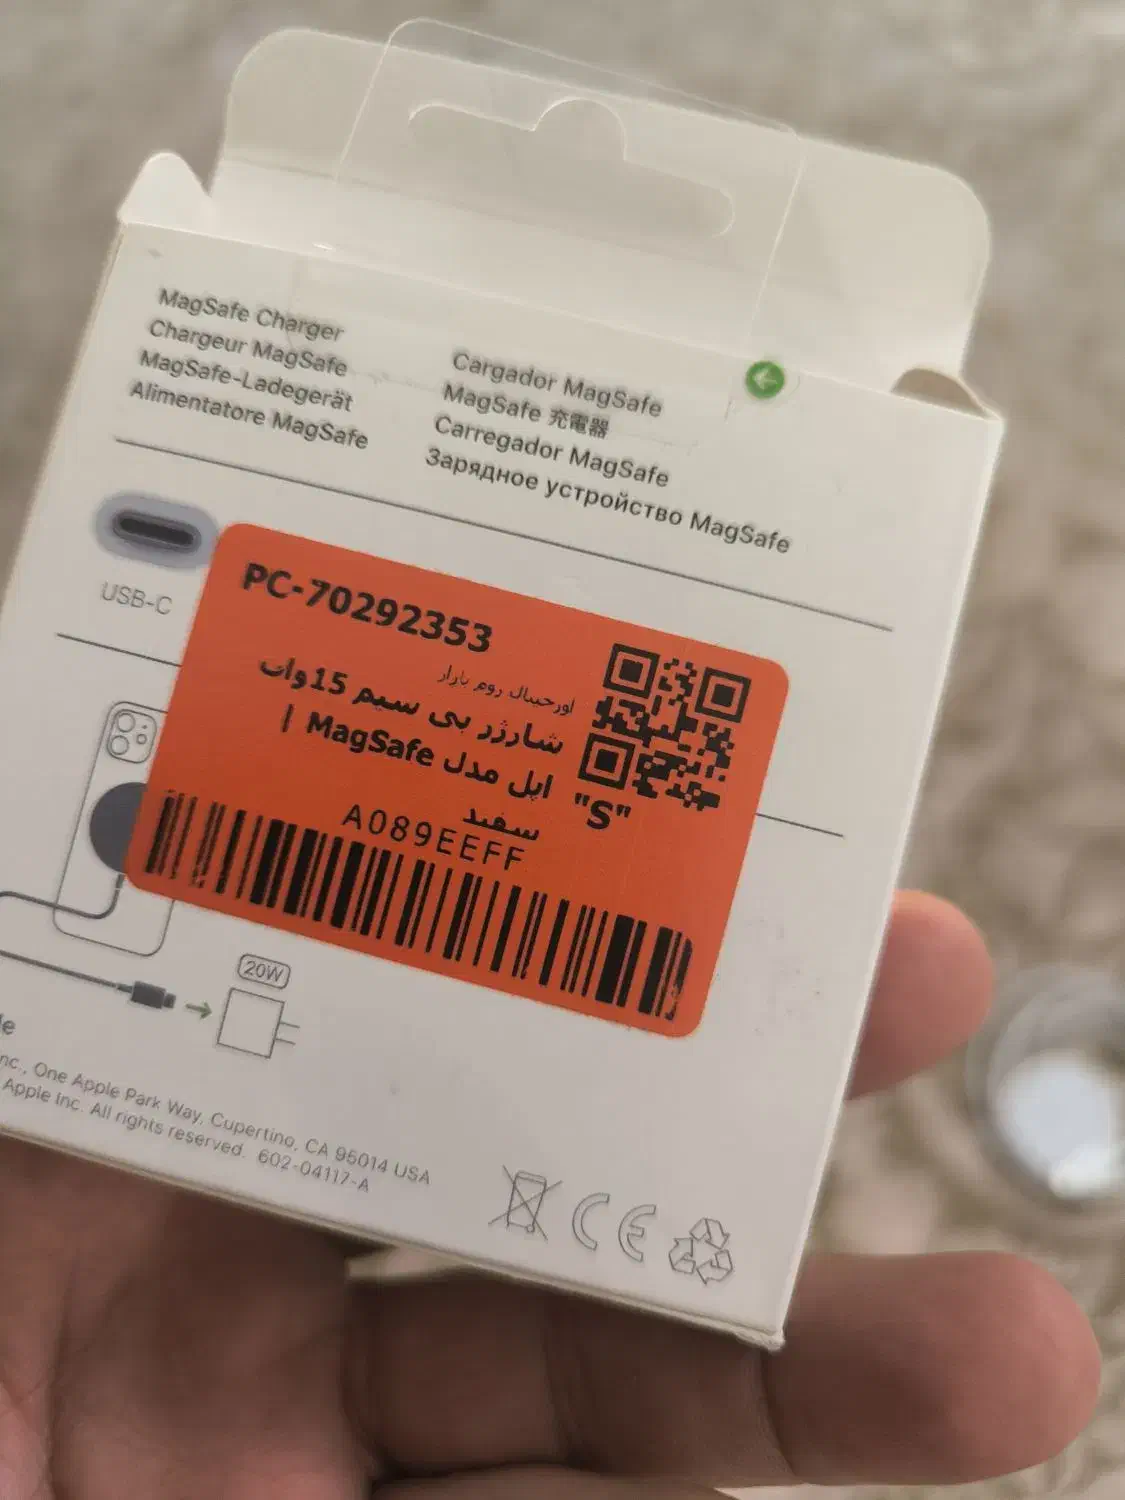 MagSafe Charger
Chargeur MagSafe
MagSafe-Ladegerät
Alimentatore MagSafe
Cargador MagSafe
MagSafe 充電器
Carregador MagSafe
Зарядное устройство MagSafe
USB-C
PC-70292353
اورجینال روم بازار
شارژر بی سیم 15وات
اپل مدل MagSafe |
سفید
"S"
A089EEFF
20W
nc., One Apple Park Way, Cupertino, CA 95014 USA
Apple Inc. All rights reserved. 602-04117-A
CE